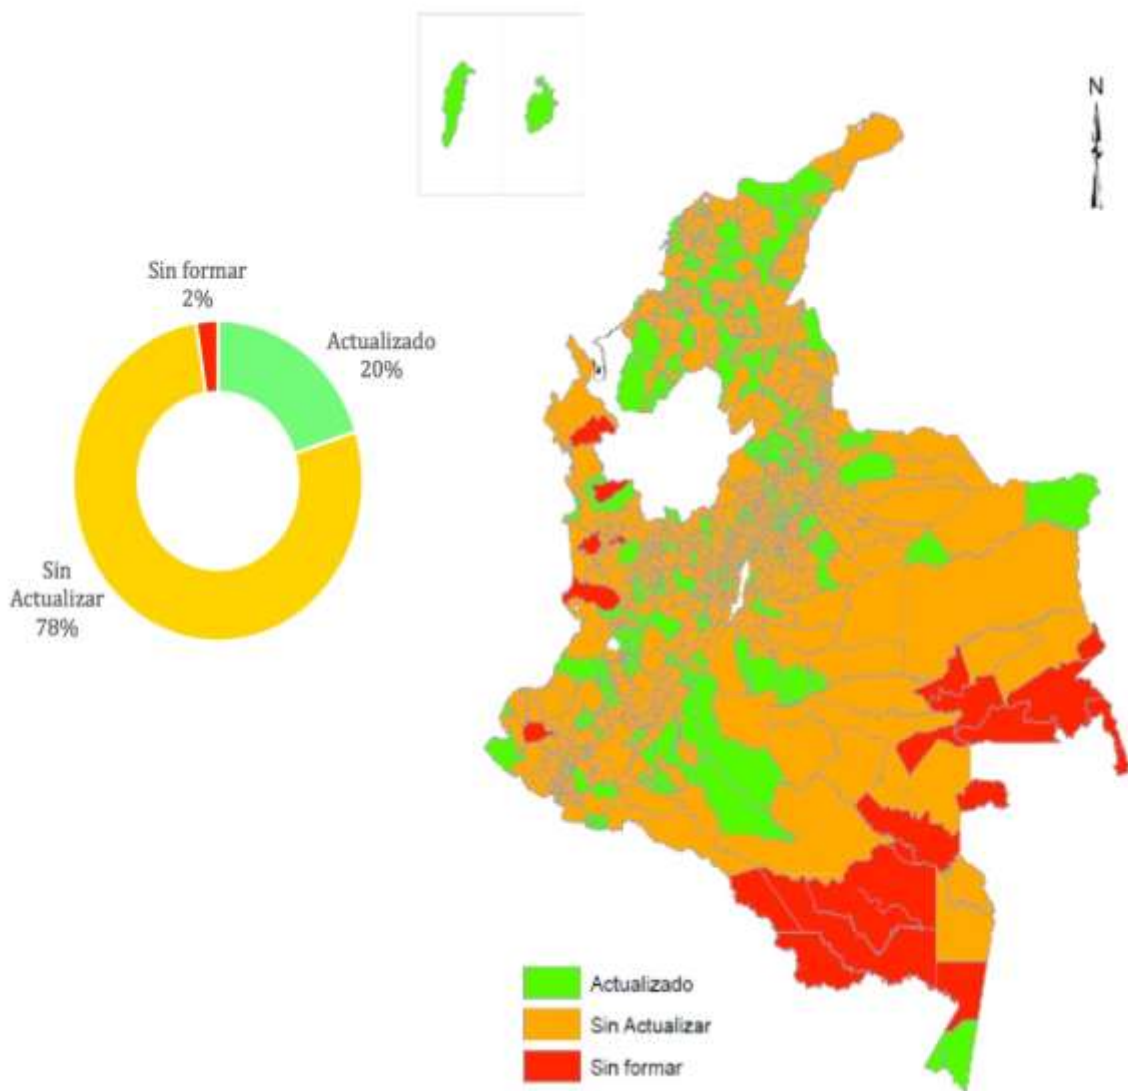 N
Sin formar
2%
Actualizado
20%
Sin
Actualizar
78%
Actualizado
Sin Actualizar
Sin formar